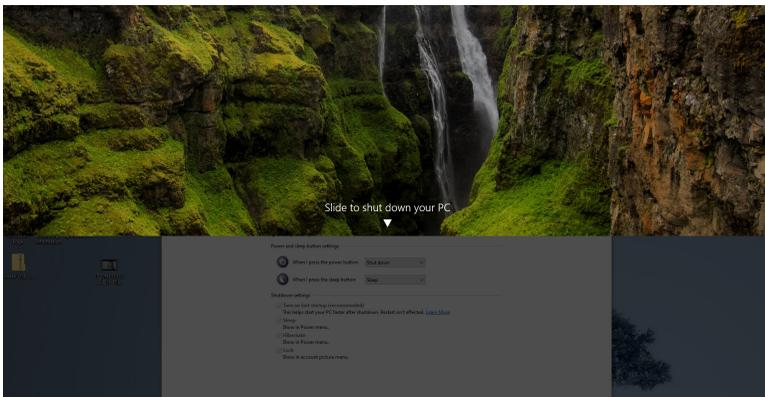 Slide to shut down your PC
Power and sleep button settings
When I press the power button: Shut down
When I press the sleep button: Sleep
Shutdown settings
Turn on fast startup (recommended)
This helps start your PC faster after shutdown. Restart isn't affected. Learn More
Sleep
Show in Power menu.
Hibernate
Show in Power menu.
Lock
Show in account picture menu.